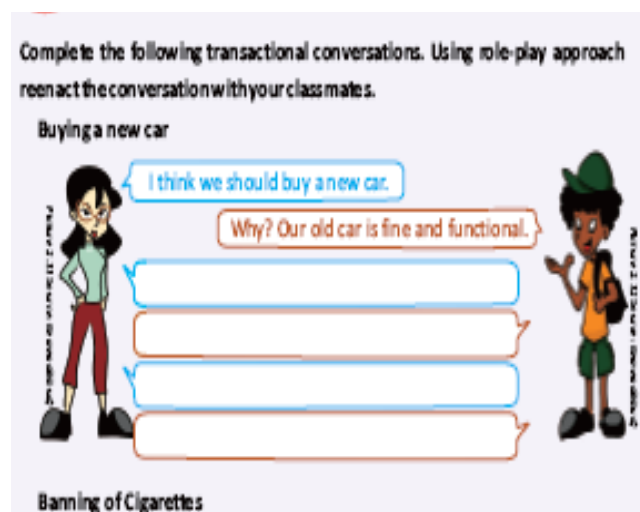 Complete the following transactional conversations. Using role-play approach
reenact the conversation with your classmates.
Buying a new car
I think we should buy a new car.
Why? Our old car is fine and functional.
Banning of Cigarettes